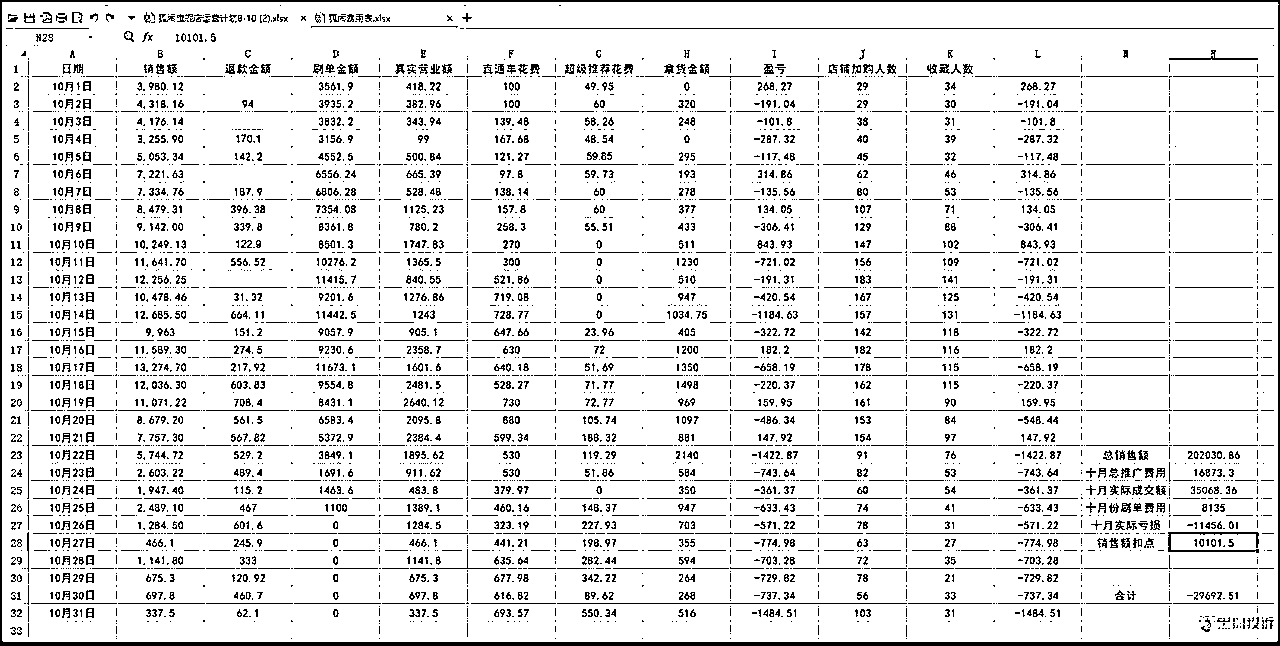 N28 fx 10101.5
A B C D E F G H I J K L M N
1 日期 销售额 退款金额 刷单金额 真实营业额 直通车花费 超级推荐花费 拿货金额 盈亏 店铺加购人数 收藏人数
2 10月1日 3,980.12 3561.9 418.22 100 49.95 0 268.27 29 34 268.27
3 10月2日 4,318.16 94 3935.2 382.96 100 60 320 -191.04 29 30 -191.04
4 10月3日 4,176.14 3832.2 343.94 139.48 58.26 248 -101.8 38 31 -101.8
5 10月4日 3,255.90 170.1 3156.9 99 167.68 48.54 0 -287.32 40 39 -287.32
6 10月5日 5,053.34 142.2 4552.5 500.84 121.27 59.85 295 -117.48 45 32 -117.48
7 10月6日 7,221.63 6556.24 665.39 97.8 59.73 193 314.86 62 46 314.86
8 10月7日 7,334.76 187.9 6806.28 528.48 138.14 60 278 -135.56 80 53 -135.56
9 10月8日 8,479.31 396.38 7354.08 1125.23 157.8 60 377 134.05 107 71 134.05
10 10月9日 9,142.00 339.8 8361.8 780.2 258.3 55.51 433 -306.41 129 88 -306.41
11 10月10日 10,249.13 122.9 8501.3 1747.83 270 0 511 843.93 147 102 843.93
12 10月11日 11,641.70 556.52 10276.2 1365.5 300 0 1230 -721.02 156 109 -721.02
13 10月12日 12,256.25 11415.7 840.55 521.86 0 510 -191.31 183 141 -191.31
14 10月13日 10,478.46 31.32 9201.6 1276.86 719.08 0 947 -420.54 167 125 -420.54
15 10月14日 12,685.50 664.11 11442.5 1243 728.77 0 1034.75 -1184.63 157 131 -1184.63
16 10月15日 9,963 151.2 9057.9 905.1 647.66 23.96 405 -322.72 142 118 -322.72
17 10月16日 11,589.30 274.5 9230.6 2358.7 630 72 1200 182.2 182 116 182.2
18 10月17日 13,274.70 217.92 11673.1 1601.6 640.18 51.69 1350 -658.19 178 115 -658.19
19 10月18日 12,036.30 603.83 9554.8 2481.5 528.27 71.77 1498 -220.37 162 115 -220.37
20 10月19日 11,071.22 708.4 8431.1 2640.12 730 72.77 969 159.95 161 90 159.95
21 10月20日 8,679.20 561.5 6583.4 2095.8 880 105.74 1097 -486.34 153 84 -548.44
22 10月21日 7,757.30 567.82 5372.9 2384.4 599.34 188.32 881 147.92 154 97 147.92
23 10月22日 5,744.72 529.2 3849.1 1895.62 530 119.29 2140 -1422.87 91 76 -1422.87 总销售额 202030.86
24 10月23日 2,603.22 489.4 1691.6 911.62 530 51.86 584 -743.64 82 53 -743.64 十月总推广费用 16873.3
25 10月24日 1,947.40 115.2 1463.6 483.8 379.97 0 350 -361.37 60 54 -361.37 十月实际成交额 35068.36
26 10月25日 2,489.10 467 1100 1389.1 460.16 148.37 947 -633.43 74 41 -633.43 十月份刷单费用 8135
27 10月26日 1,284.50 601.6 0 1284.5 323.19 227.93 703 -571.22 78 31 -571.22 十月实际亏损 -11456.01
28 10月27日 466.1 245.9 0 466.1 441.21 198.97 355 -774.98 63 27 -774.98 销售额扣点 10101.5
29 10月28日 1,141.80 333 0 1141.8 635.64 282.44 594 -703.28 72 35 -703.28
30 10月29日 675.3 120.92 0 675.3 677.98 342.22 264 -729.82 78 21 -729.82
31 10月30日 697.8 460.7 0 697.8 616.82 89.62 268 -737.34 56 33 -737.34 合计 -29692.51
32 10月31日 337.5 62.1 0 337.5 693.57 550.34 516 -1484.51 103 31 -1484.51
33